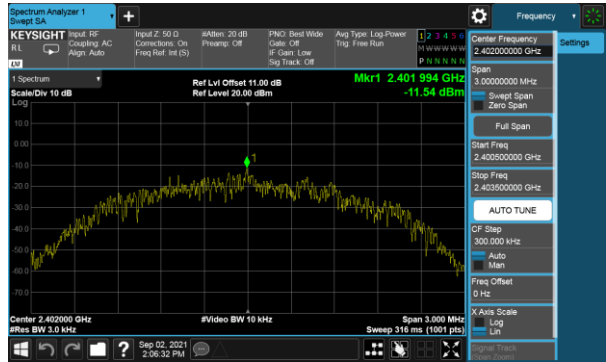 Spectrum Analyzer 1
Swept SA
Frequency
KEYSIGHT
RL
Input: RF
Coupling: AC
Align: Auto
Input Z: 50 Ω
Corrections: On
Freq Ref: Int (S)
#Atten: 20 dB
Preamp: Off
PNO: Best Wide
Gate: Off
IF Gain: Low
Sig Track: Off
Avg Type: Log-Power
Trig: Free Run
1 2 3 4 5 6
M W W W W W
P N N N N N
LXI
Center Frequency
2.402000000 GHz
Settings
Span
3.00000000 MHz
Swept Span
Zero Span
Full Span
Start Freq
2.400500000 GHz
Stop Freq
2.403500000 GHz
AUTO TUNE
CF Step
300.000 kHz
Auto
Man
Freq Offset
0 Hz
X Axis Scale
Log
Lin
Signal Track
(Span Zoom)
1 Spectrum
Scale/Div 10 dB
Log
Ref Lvl Offset 11.00 dB
Ref Level 20.00 dBm
Mkr1 2.401 994 GHz
-11.54 dBm
1
10.0
0.00
-10.0
-20.0
-30.0
-40.0
-50.0
-60.0
-70.0
Center 2.402000 GHz
#Res BW 3.0 kHz
#Video BW 10 kHz
Span 3.000 MHz
Sweep 316 ms (1001 pts)
?
Sep 02, 2021
2:06:32 PM